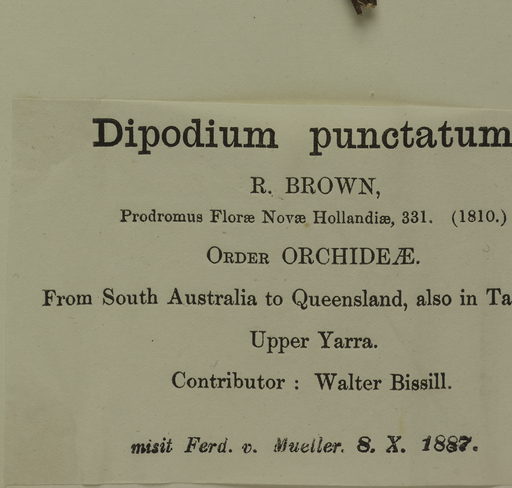 Dipodium punctatum
R. BROWN,
Prodromus Floræ Novæ Hollandiæ, 331. (1810.)
ORDER ORCHIDEÆ.
From South Australia to Queensland, also in Ta
Upper Yarra.
Contributor : Walter Bissill.
misit Ferd. v. Mueller. 8. X. 1887.